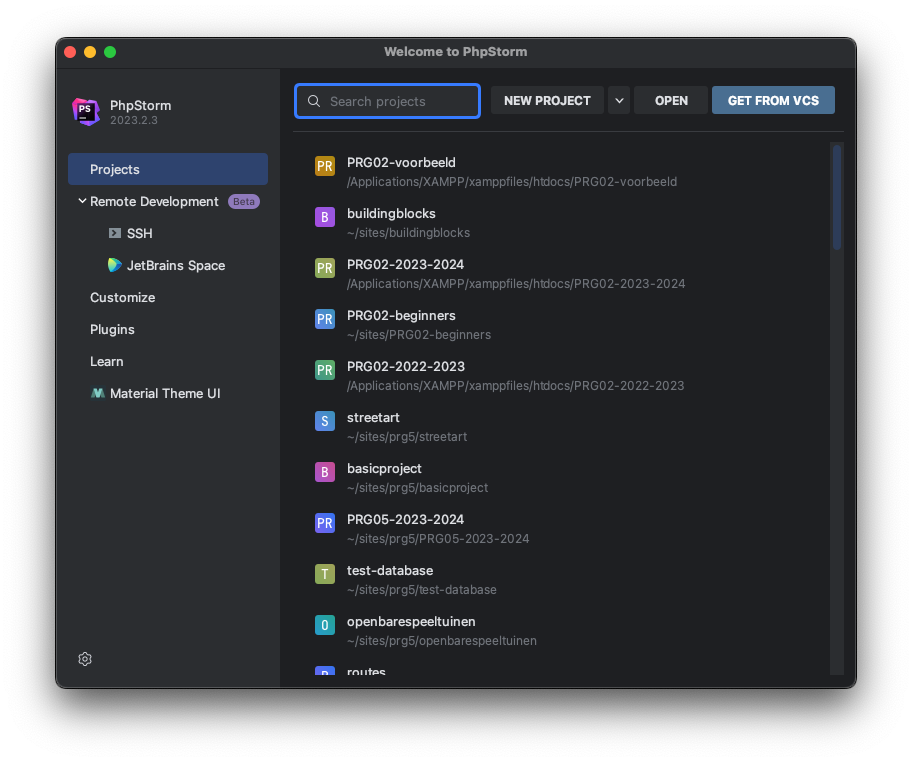 Welcome to PhpStorm
PS
PhpStorm
2023.2.3
Projects
Remote Development Beta
SSH
JetBrains Space
Customize
Plugins
Learn
Material Theme UI
Search projects
NEW PROJECT
OPEN
GET FROM VCS
PR PRG02-voorbeeld
/Applications/XAMPP/xamppfiles/htdocs/PRG02-voorbeeld
B buildingblocks
~/sites/buildingblocks
PR PRG02-2023-2024
/Applications/XAMPP/xamppfiles/htdocs/PRG02-2023-2024
PR PRG02-beginners
~/sites/PRG02-beginners
PR PRG02-2022-2023
/Applications/XAMPP/xamppfiles/htdocs/PRG02-2022-2023
S streetart
~/sites/prg5/streetart
B basicproject
~/sites/prg5/basicproject
PR PRG05-2023-2024
~/sites/prg5/PRG05-2023-2024
T test-database
~/sites/prg5/test-database
O openbarespeeltuinen
~/sites/prg5/openbarespeeltuinen
routes